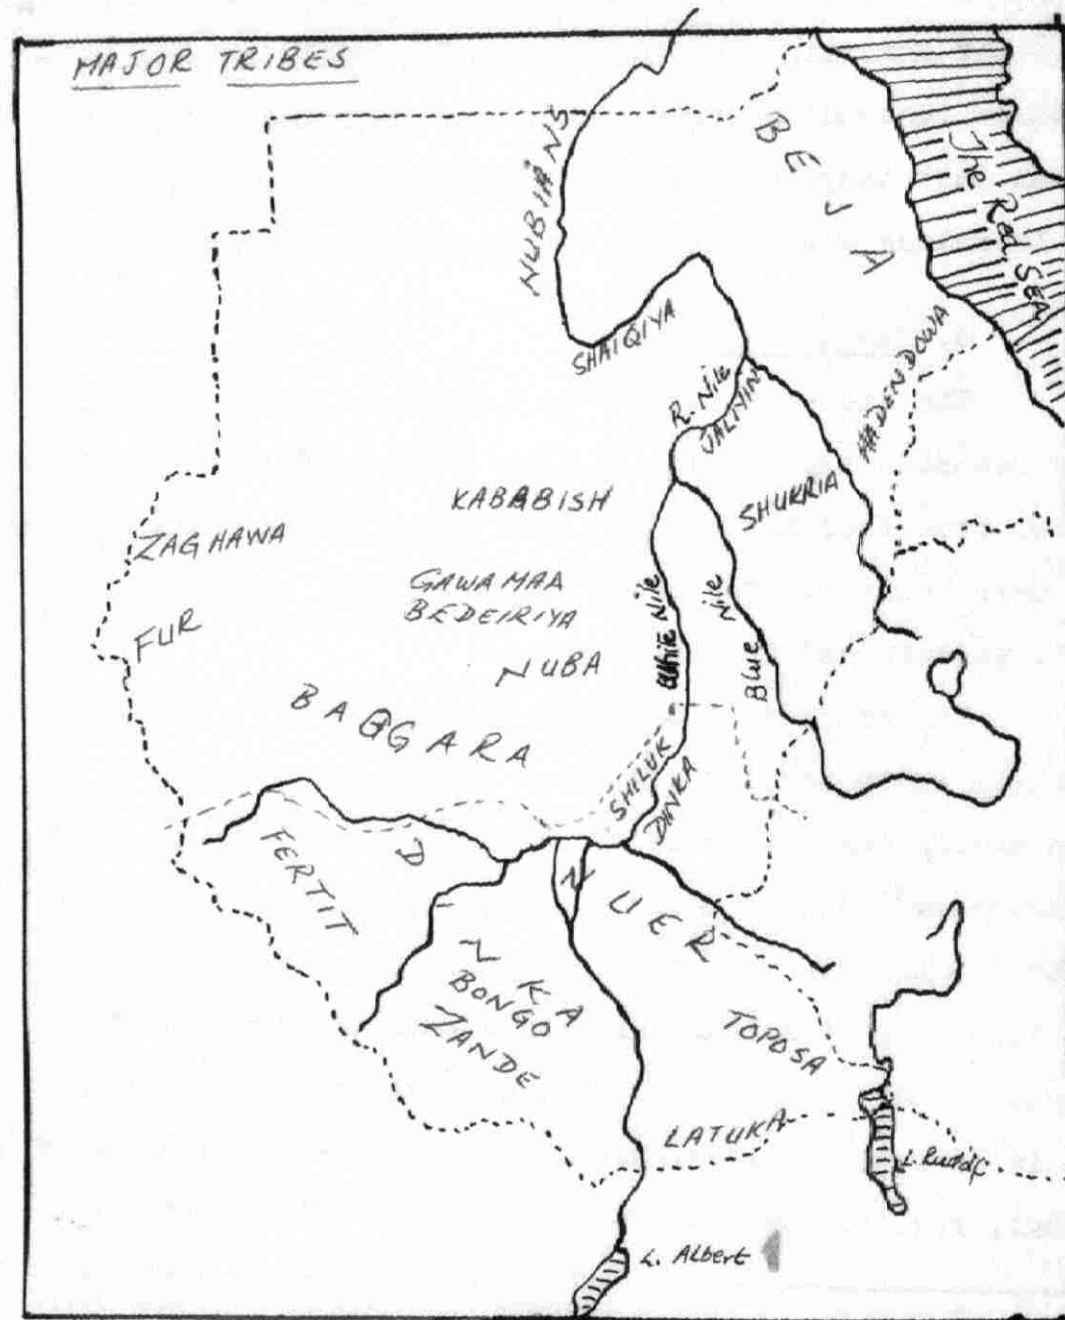 MAJOR TRIBES
NUBIANS
BEJA
The Red SEA
SHAIQIYA
HADENDOWA
R. Nile
JALIYIN
KABABISH
SHUKRIA
ZAGHAWA
GAWAMAA
BEDEIRIYA
FUR
NUBA
White Nile
Blue Nile
BAGGARA
SHILUK
DINKA
FERTIT
DINKA
NUER
BONGO
ZANDE
TOPOSA
LATUKA
L. Rudolf
L. Albert